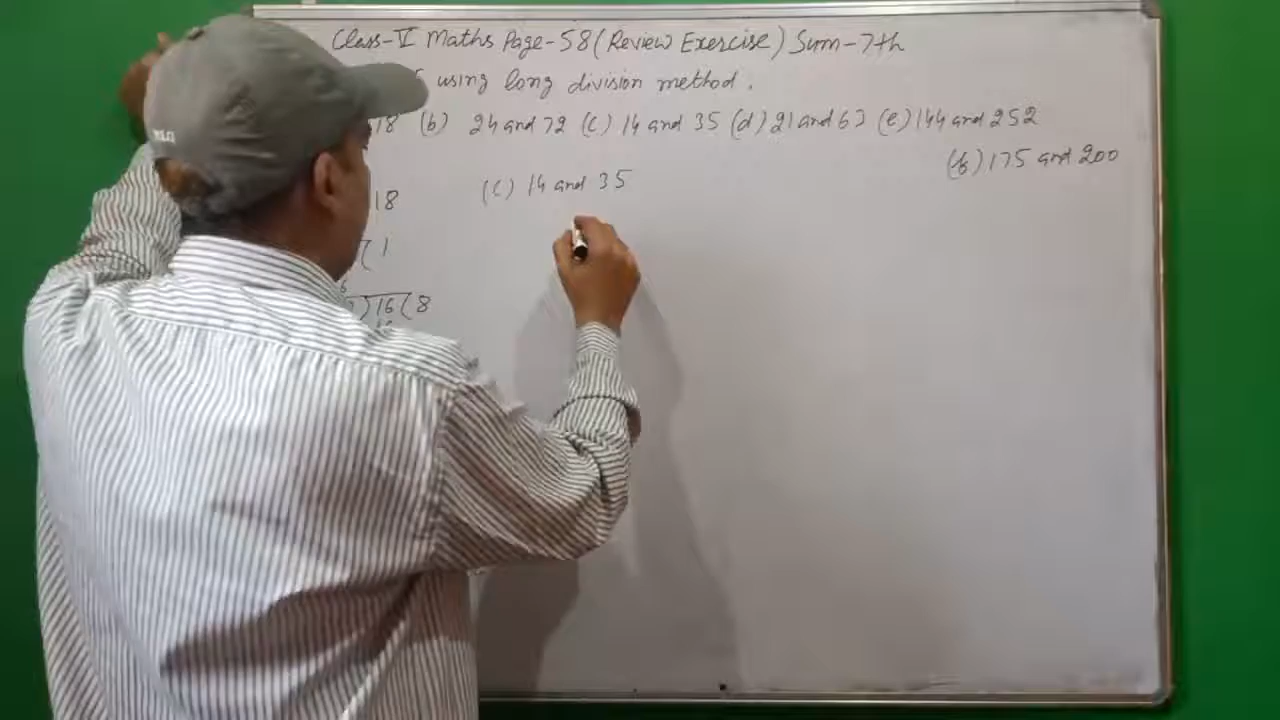 Class-V Maths Page-58 (Review Exercise) Sum-7th
using long division method.
18 (b) 24 and 72 (c) 14 and 35 (d) 21 and 63 (e) 144 and 252
(f) 175 and 200
18
(c) 14 and 35
( 1
) 16 ( 8